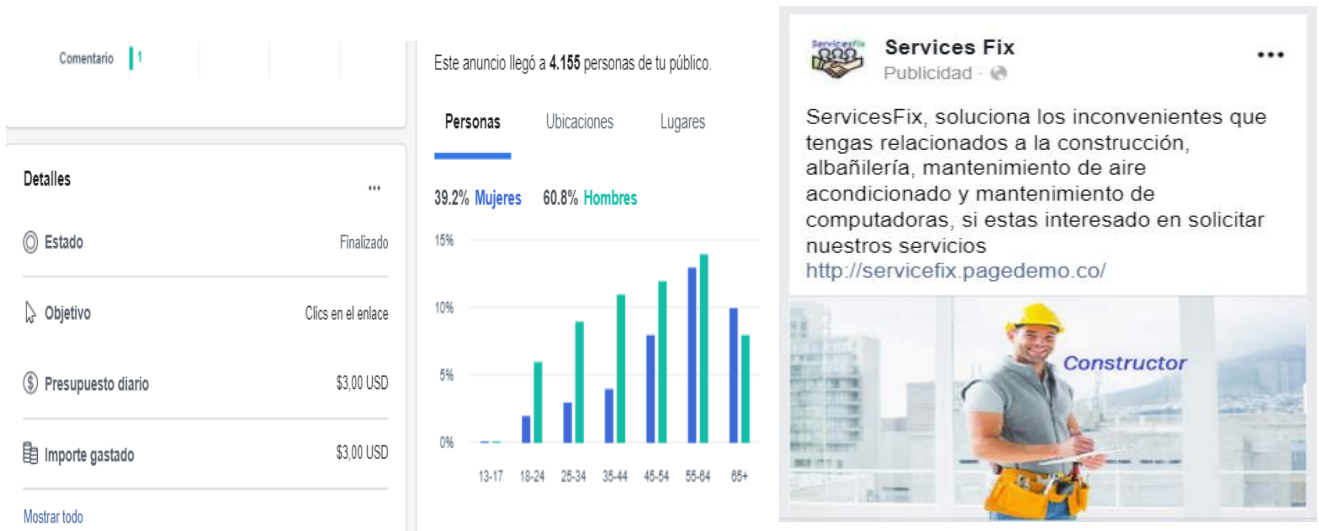 Comentario 1
Detalles
...
Estado Finalizado
Objetivo Clics en el enlace
Presupuesto diario $3,00 USD
Importe gastado $3,00 USD
Mostrar todo
Este anuncio llegó a 4.155 personas de tu público.
Personas Ubicaciones Lugares
39.2% Mujeres 60.8% Hombres
15%
10%
5%
0%
13-17 18-24 25-34 35-44 45-54 55-64 65+
ServicesFix
Services Fix
Publicidad ·
ServicesFix, soluciona los inconvenientes que
tengas relacionados a la construcción,
albañilería, mantenimiento de aire
acondicionado y mantenimiento de
computadoras, si estas interesado en solicitar
nuestros servicios
http://servicefix.pagedemo.co/
Constructor